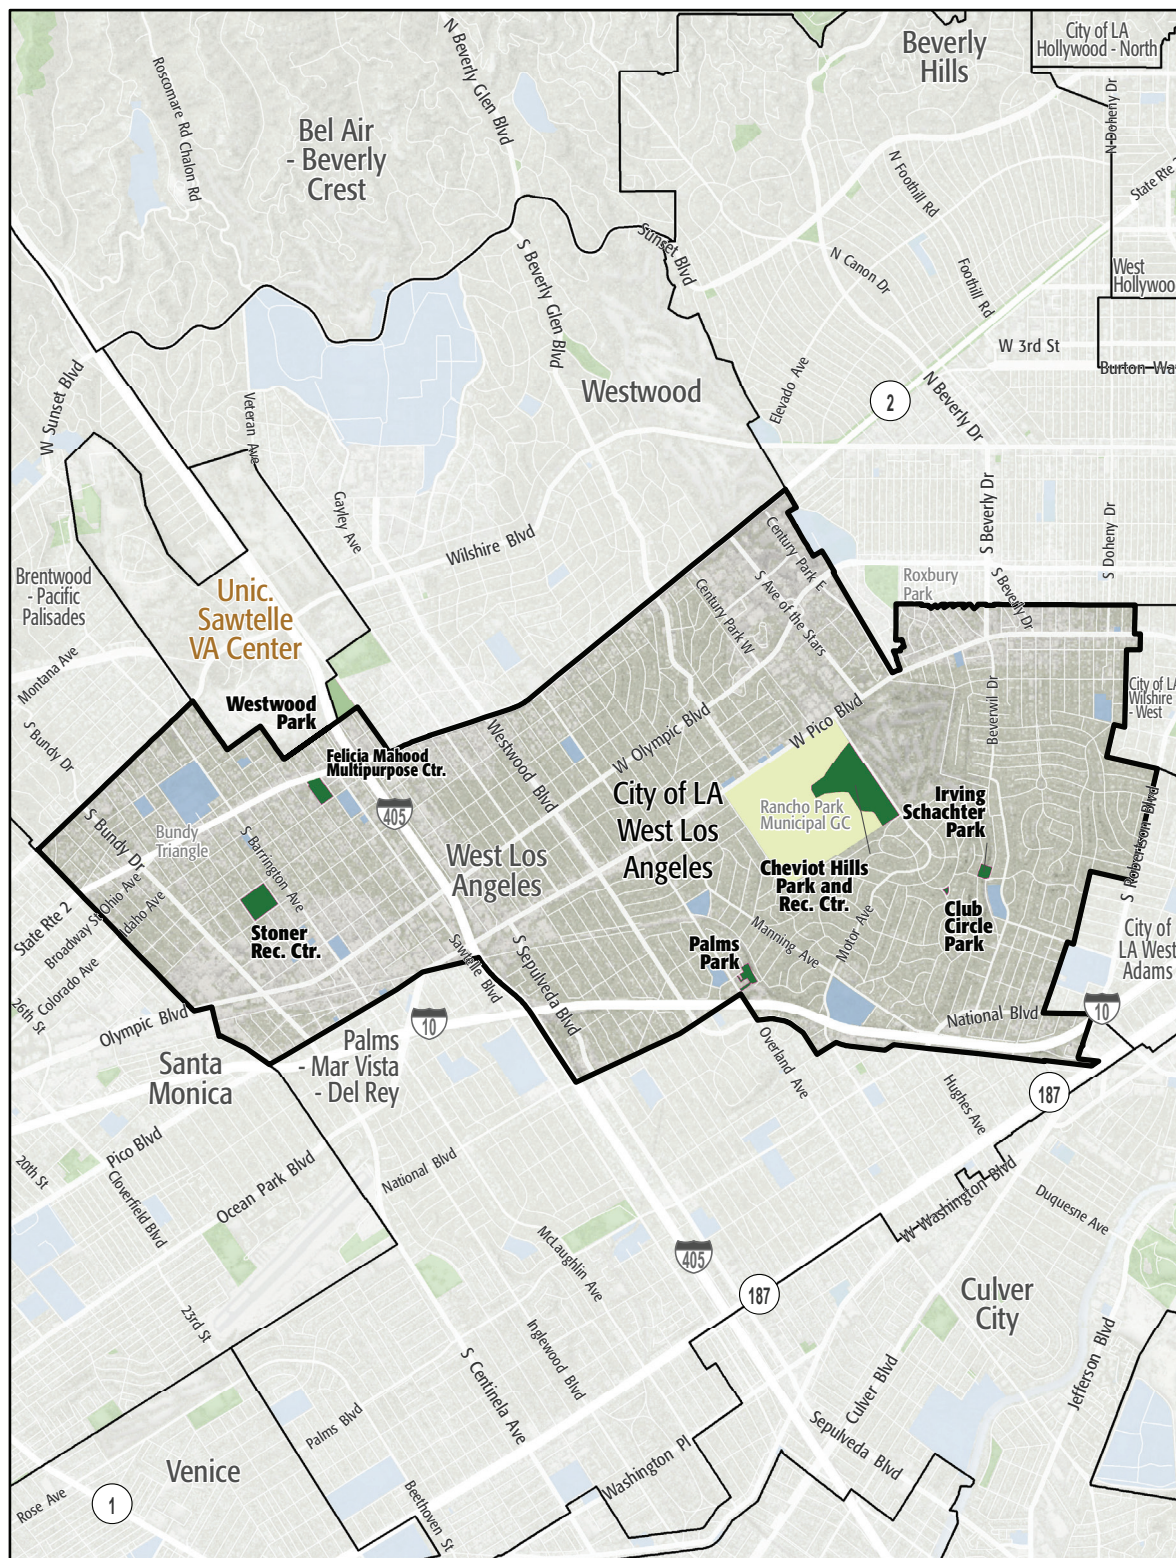 N Beverly Glen Blvd
Beverly
Hills
City of LA
Hollywood - North
Roscomare Rd
Chalon Rd
Bel Air
- Beverly
Crest
N Doheny Dr
State Rte 2
N Foothill Rd
Sunset Blvd
S Beverly Glen Blvd
N Canon Dr
Foothill Rd
West
Hollywoo
W 3rd St
Burton Wa
W Sunset Blvd
Veteran Ave
Westwood
Elevado Ave
2
N Beverly Dr
Gayley Ave
Wilshire Blvd
Century Park E
S Beverly Dr
S Doheny Dr
Brentwood
- Pacific
Palisades
Unic.
Sawtelle
VA Center
Century Park W
S Ave of the Stars
Roxbury
Park
S Beverly Dr
Montana Ave
Westwood
Park
City of LA
Wilshire
- West
S Bundy Dr
Felicia Mahood
Multipurpose Ctr.
Westwood Blvd
W Olympic Blvd
W Pico Blvd
Beverwil Dr
405
City of LA
West Los
Angeles
Rancho Park
Municipal GC
Irving
Schachter
Park
S Robertson Blvd
S Bundy Dr
Bundy
Triangle
S Barrington Ave
West Los
Angeles
Cheviot Hills
Park and
Rec. Ctr.
State Rte 2
Broadway St
Ohio Ave
Idaho Ave
Stoner
Rec. Ctr.
Manning Ave
Motor Ave
Club
Circle
Park
City of
LA West
Adams
Colorado Ave
26th St
Sawtelle Blvd
S Sepulveda Blvd
Palms
Park
Olympic Blvd
10
National Blvd
10
Santa
Monica
Palms
- Mar Vista
- Del Rey
Overland Ave
Hughes Ave
187
Pico Blvd
20th St
Cloverfield Blvd
Ocean Park Blvd
National Blvd
W Washington Blvd
Duquesne Ave
McLaughlin Ave
405
187
Culver
City
23rd St
Inglewood Blvd
S Centinela Ave
Culver Blvd
Jefferson Blvd
Palms Blvd
Sepulveda Blvd
Venice
Washington Pl
Rose Ave
1
Beethoven St